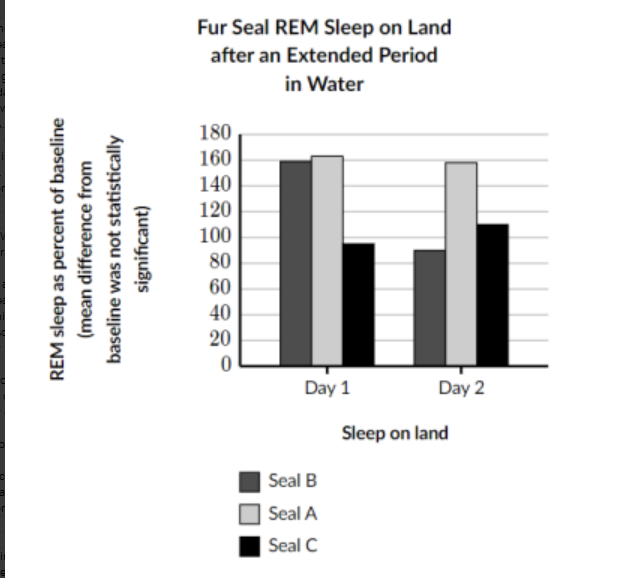 Fur Seal REM Sleep on Land
after an Extended Period
in Water
REM sleep as percent of baseline
(mean difference from
baseline was not statistically
significant)
180
160
140
120
100
80
60
40
20
0
Day 1
Day 2
Sleep on land
Seal B
Seal A
Seal C